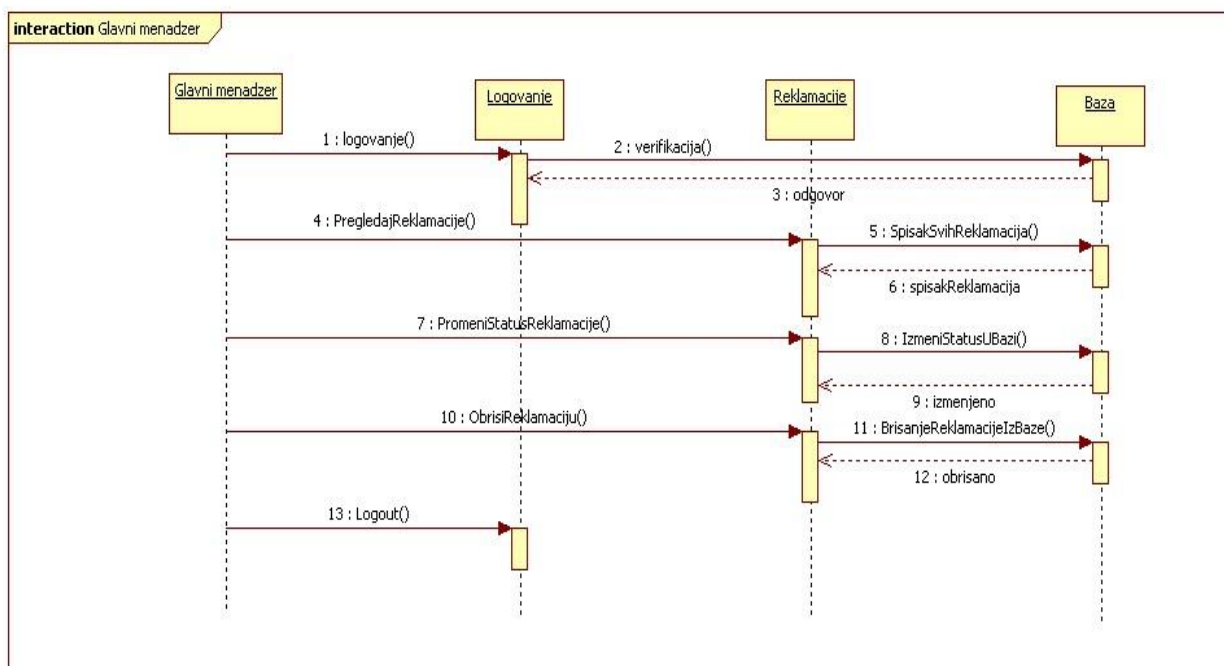 interaction Glavni menadzer
Glavni menadzer
Logovanje
Reklamacije
Baza
1 : logovanje()
2 : verifikacija()
3 : odgovor
4 : PregledajReklamacije()
5 : SpisakSvihReklamacija()
6 : spisakReklamacija
7 : PromeniStatusReklamacije()
8 : IzmeniStatusUBazi()
9 : izmenjeno
10 : ObrisiReklamaciju()
11 : BrisanjeReklamacijeIzBaze()
12 : obrisano
13 : Logout()